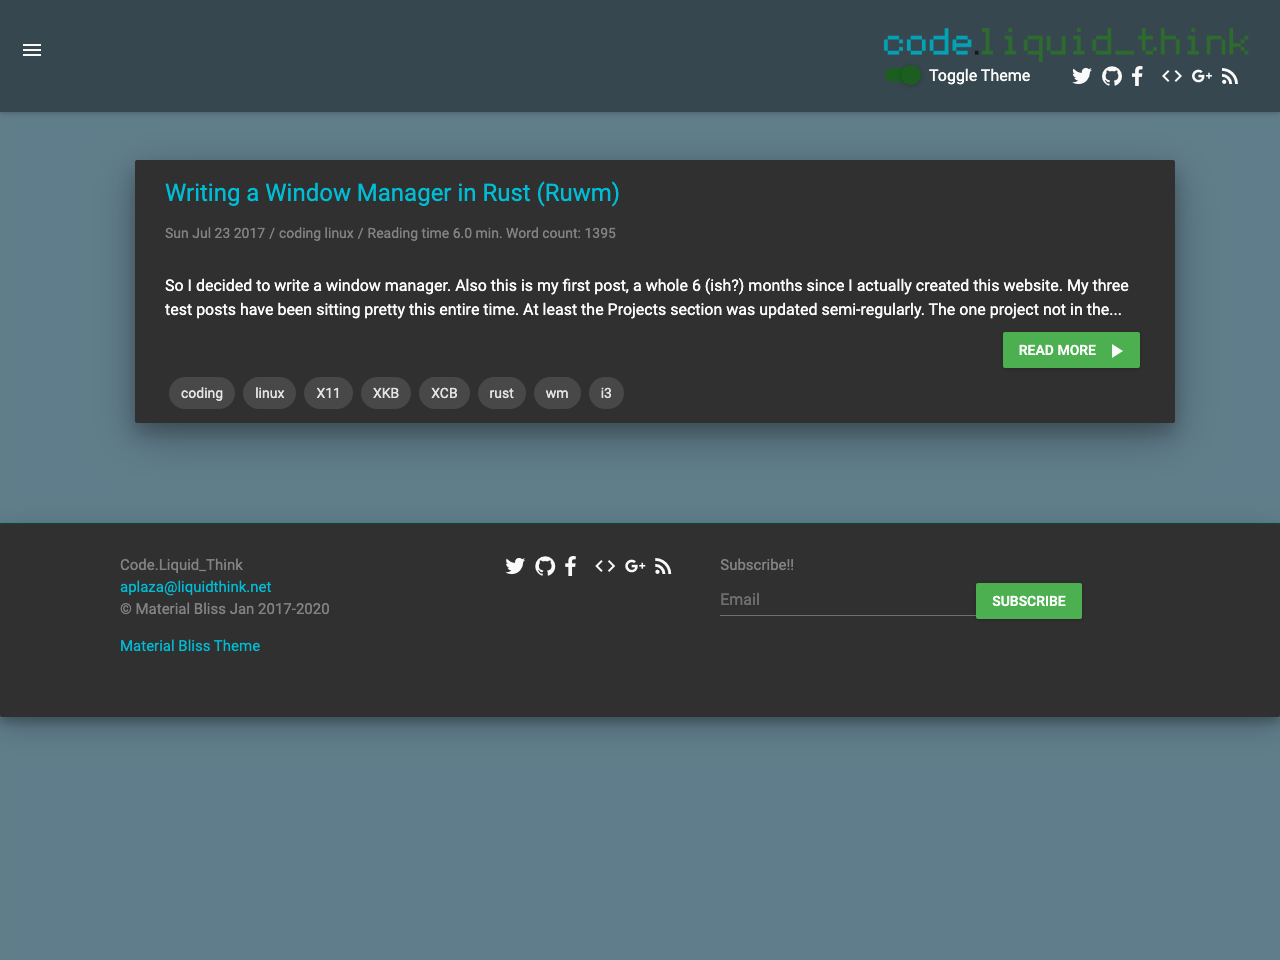 code.liquid_think
Toggle Theme
Writing a Window Manager in Rust (Ruwm)
Sun Jul 23 2017 / coding linux / Reading time 6.0 min. Word count: 1395
So I decided to write a window manager. Also this is my first post, a whole 6 (ish?) months since I actually created this website. My three
test posts have been sitting pretty this entire time. At least the Projects section was updated semi-regularly. The one project not in the...
READ MORE
coding linux X11 XKB XCB rust wm i3
Code.Liquid_Think
aplaza@liquidthink.net
© Material Bliss Jan 2017-2020
Material Bliss Theme
Subscribe!!
Email
SUBSCRIBE